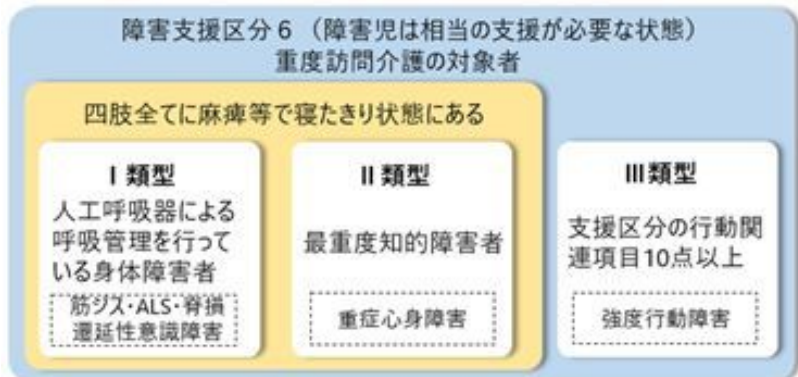 障害支援区分6（障害児は相当の支援が必要な状態）
重度訪問介護の対象者
四肢全てに麻痺等で寝たきり状態にある
Ⅰ類型
人工呼吸器による
呼吸管理を行って
いる身体障害者
筋ジス・ALS・脊損
遷延性意識障害
Ⅱ類型
最重度知的障害者
重症心身障害
Ⅲ類型
支援区分の行動関
連項目10点以上
強度行動障害